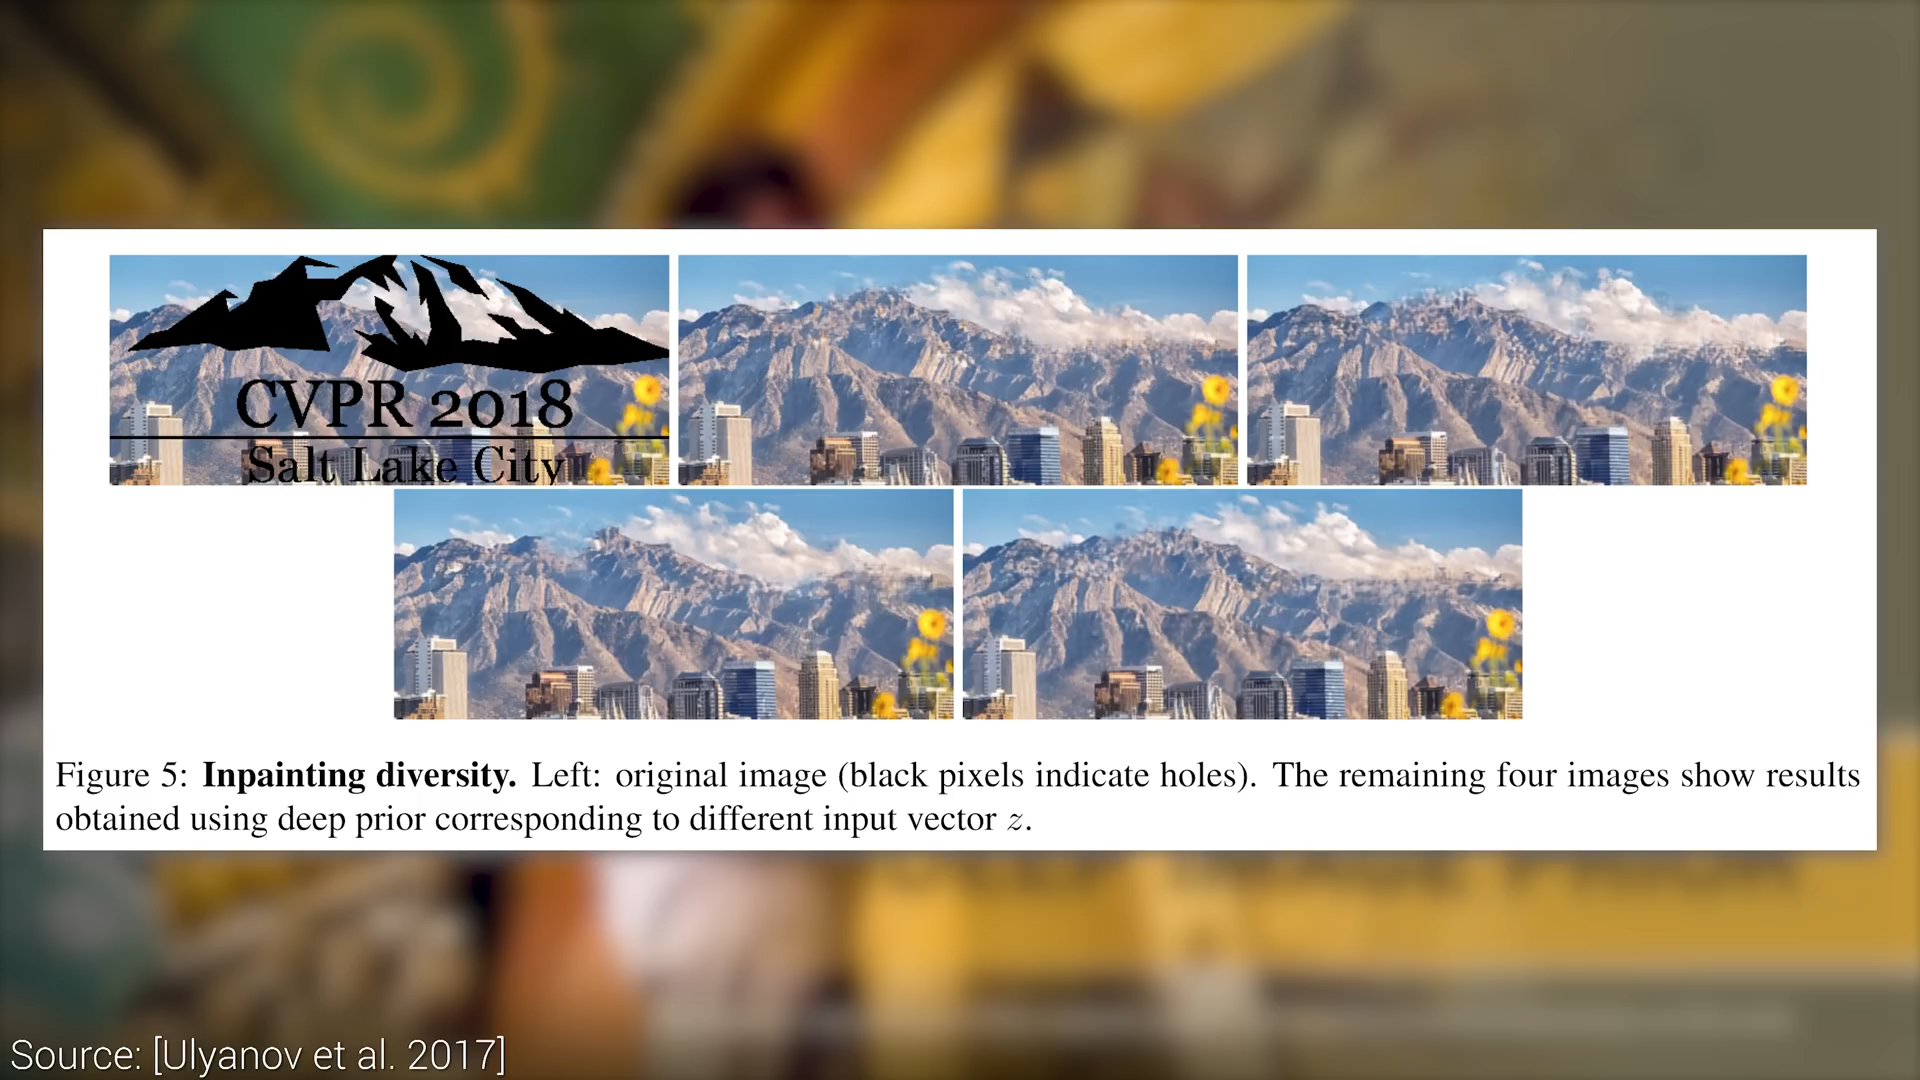 CVPR 2018
Salt Lake City
Figure 5: Inpainting diversity. Left: original image (black pixels indicate holes). The remaining four images show results
obtained using deep prior corresponding to different input vector z.
Source: [Ulyanov et al. 2017]